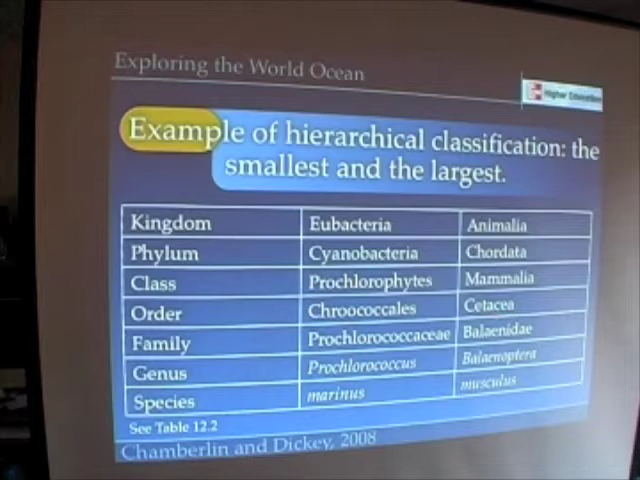 Exploring the World Ocean
Higher Education
Example of hierarchical classification: the
smallest and the largest.
Kingdom Eubacteria Animalia
Phylum Cyanobacteria Chordata
Class Prochlorophytes Mammalia
Order Chroococcales Cetacea
Family Prochlorococcaceae Balaenidae
Genus Prochlorococcus Balaenoptera
Species marinus musculus
See Table 12.2
Chamberlin and Dickey, 2008